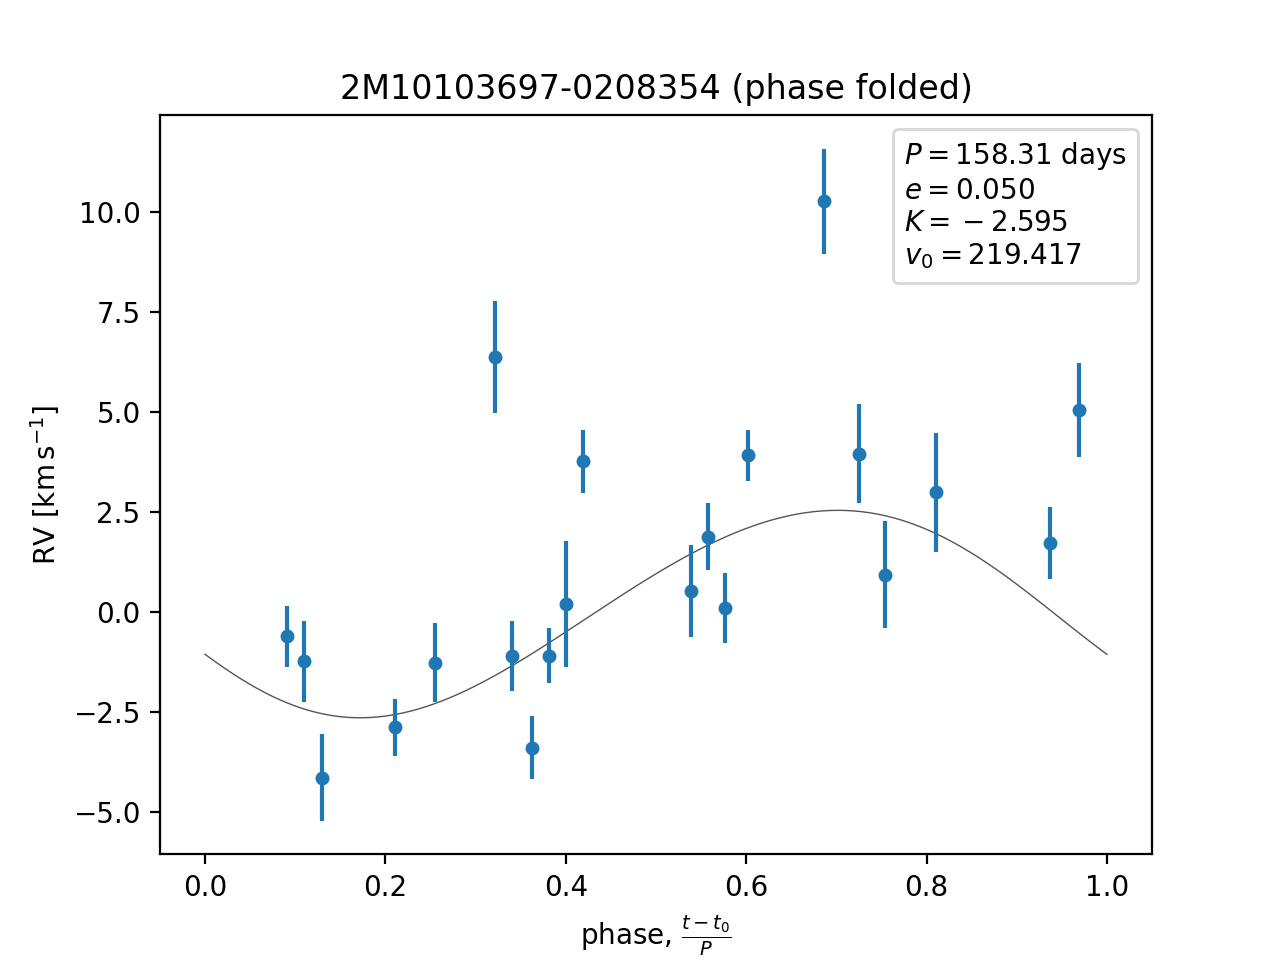 2M10103697-0208354 (phase folded)
P = 158.31 days
e = 0.050
K = −2.595
v₀ = 219.417
10.0
7.5
5.0
2.5
0.0
−2.5
−5.0
RV [km s⁻¹]
0.0 0.2 0.4 0.6 0.8 1.0
phase, (t − t₀)/P